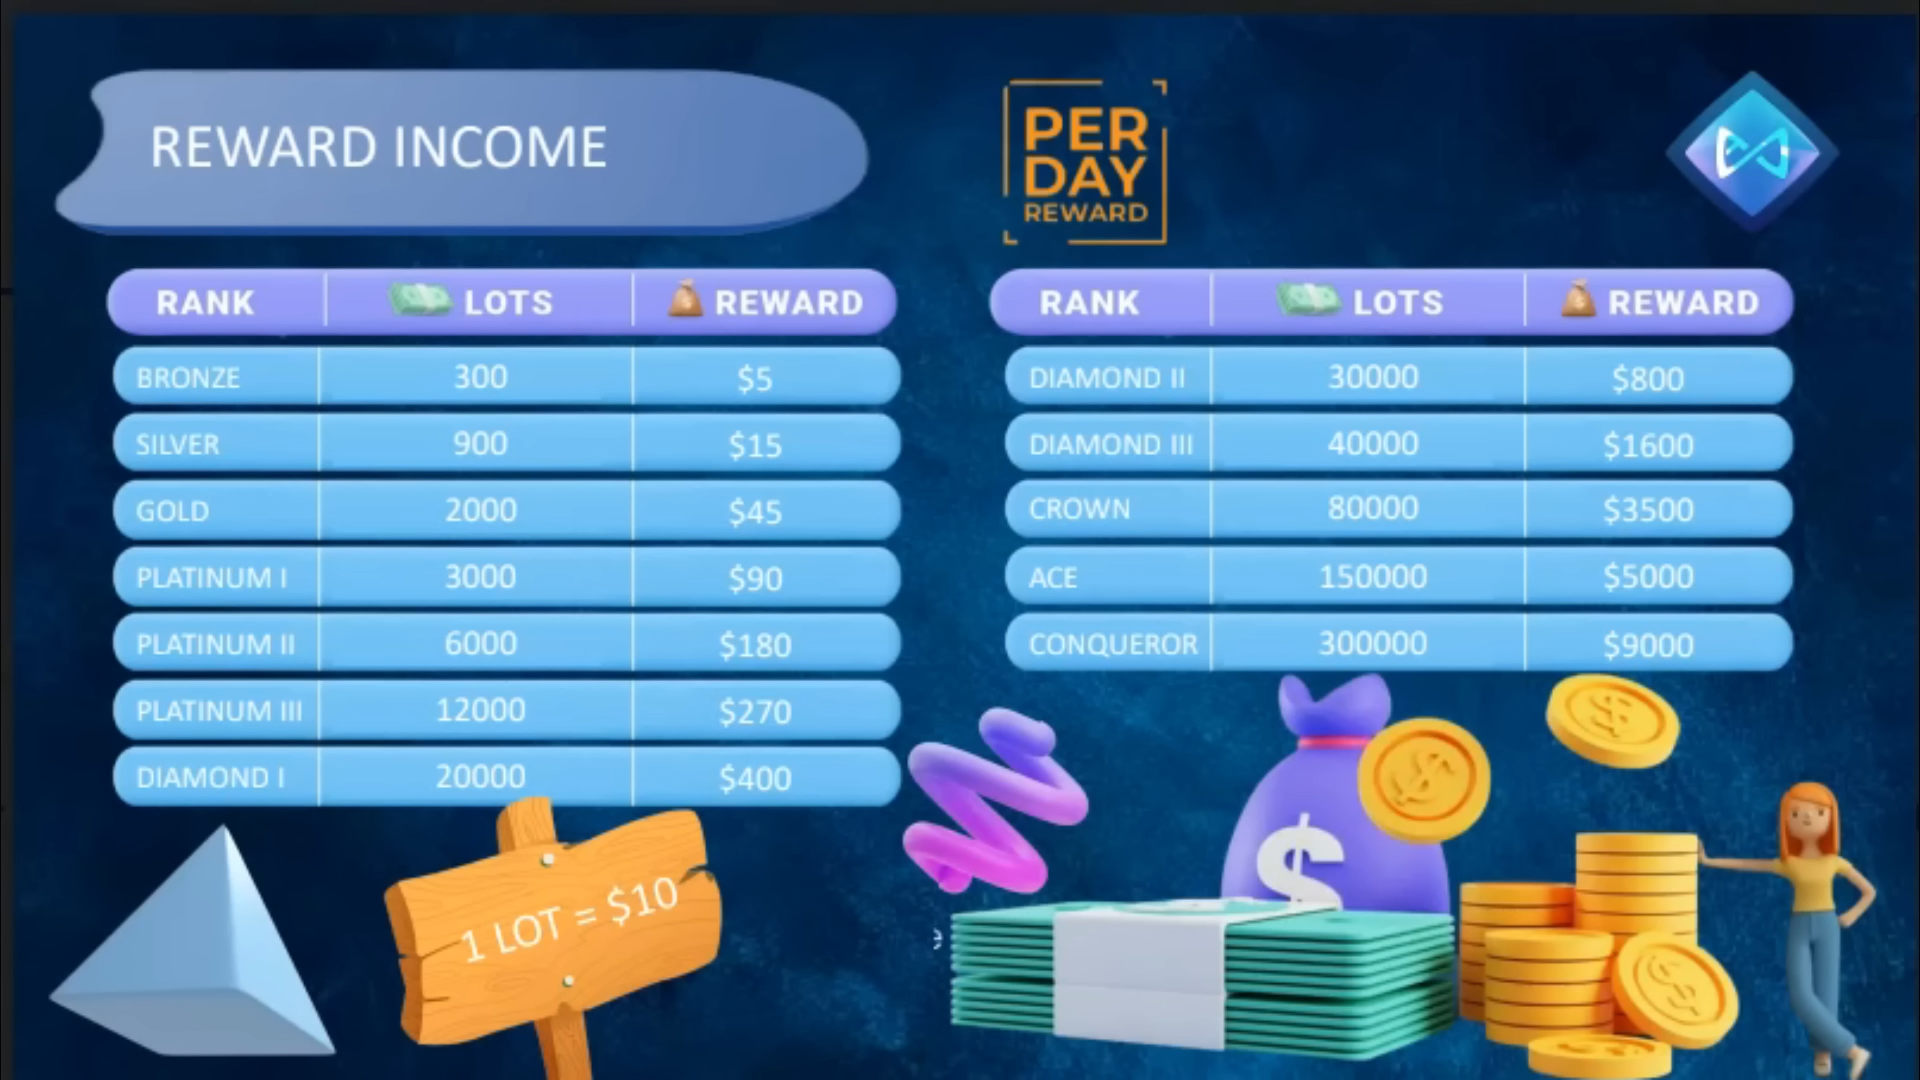 REWARD INCOME
PER
DAY
REWARD
RANK LOTS REWARD
BRONZE 300 $5
SILVER 900 $15
GOLD 2000 $45
PLATINUM I 3000 $90
PLATINUM II 6000 $180
PLATINUM III 12000 $270
DIAMOND I 20000 $400
RANK LOTS REWARD
DIAMOND II 30000 $800
DIAMOND III 40000 $1600
CROWN 80000 $3500
ACE 150000 $5000
CONQUEROR 300000 $9000
1 LOT = $10
$